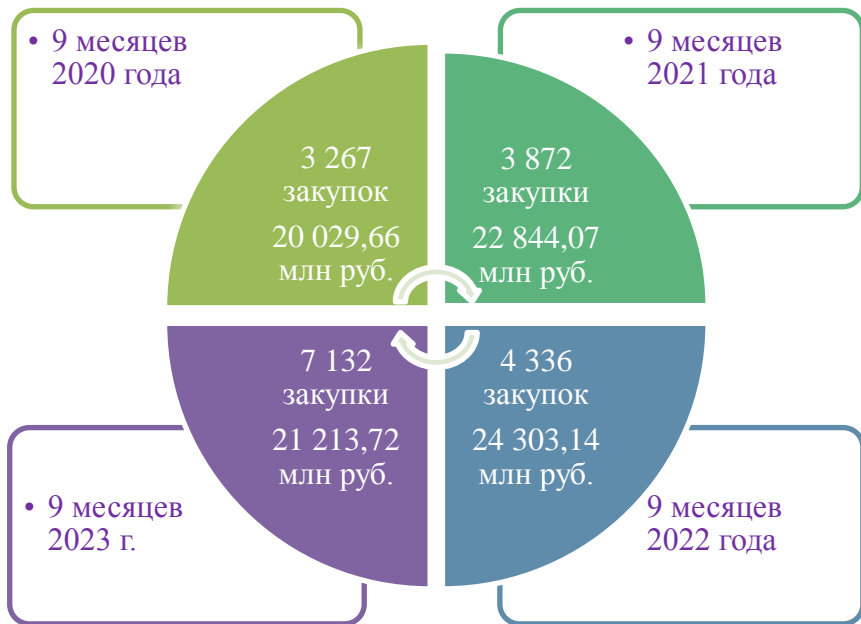 • 9 месяцев
2020 года
3 267
закупок
20 029,66
млн руб.
• 9 месяцев
2021 года
3 872
закупки
22 844,07
млн руб.
7 132
закупки
21 213,72
млн руб.
• 9 месяцев
2023 г.
4 336
закупок
24 303,14
млн руб.
9 месяцев
2022 года